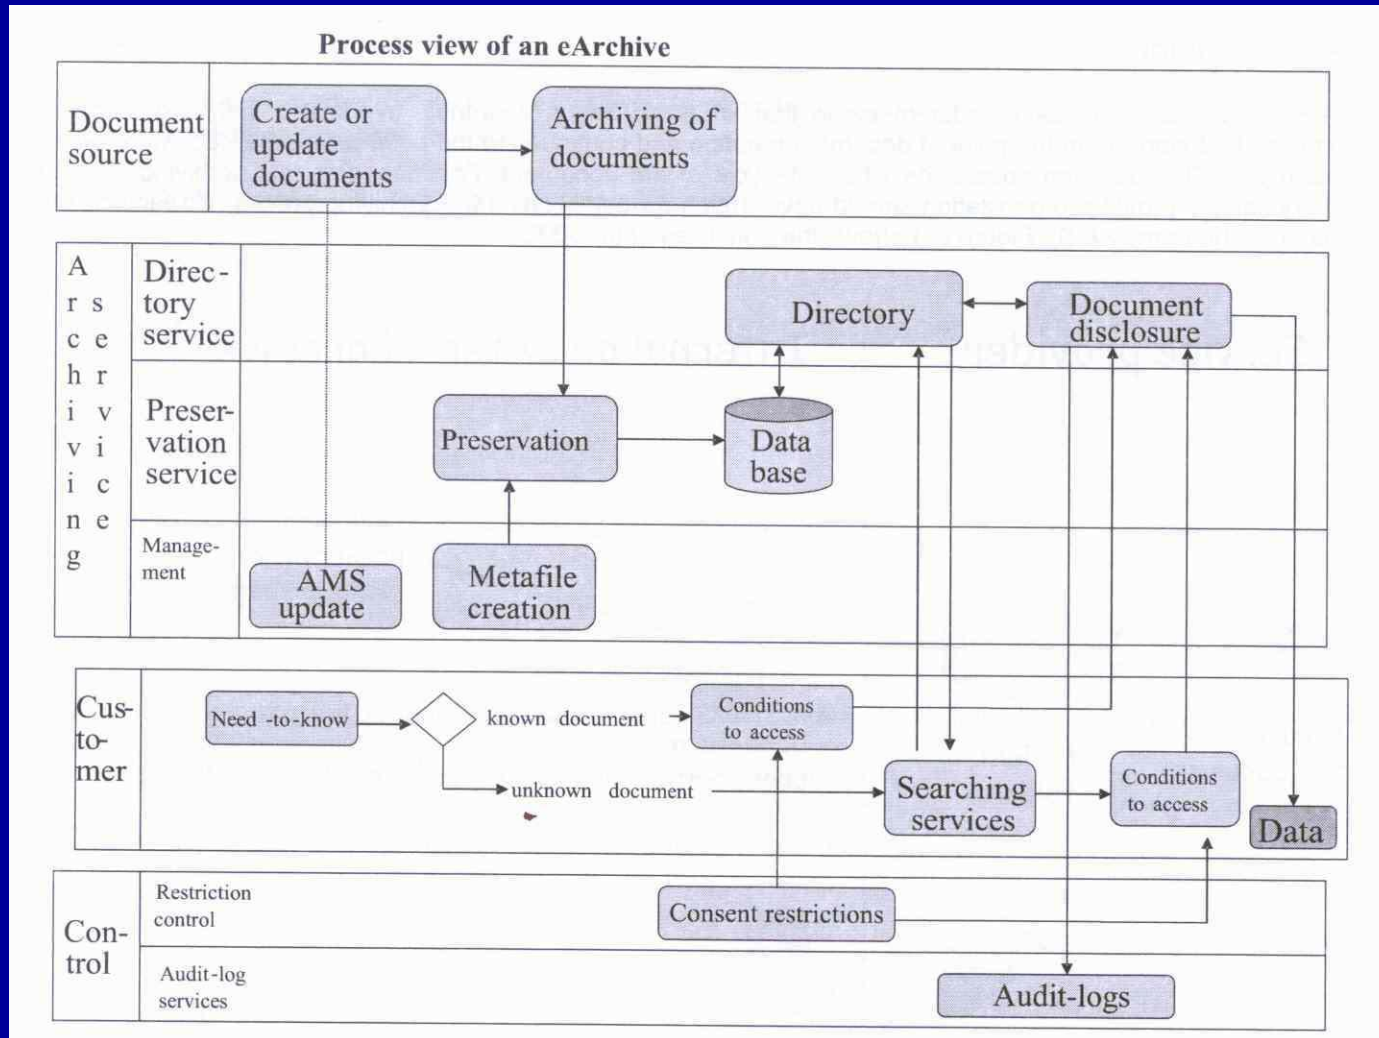 Process view of an eArchive
Document
source
Create or
update
documents
Archiving of
documents
Archiving
service
Direc-
tory
service
Directory
Document
disclosure
Preser-
vation
service
Preservation
Data
base
Manage-
ment
AMS
update
Metafile
creation
Cus-
to-
mer
Need -to-know
known document
Conditions
to access
unknown document
Searching
services
Conditions
to access
Data
Con-
trol
Restriction
control
Consent restrictions
Audit-log
services
Audit-logs